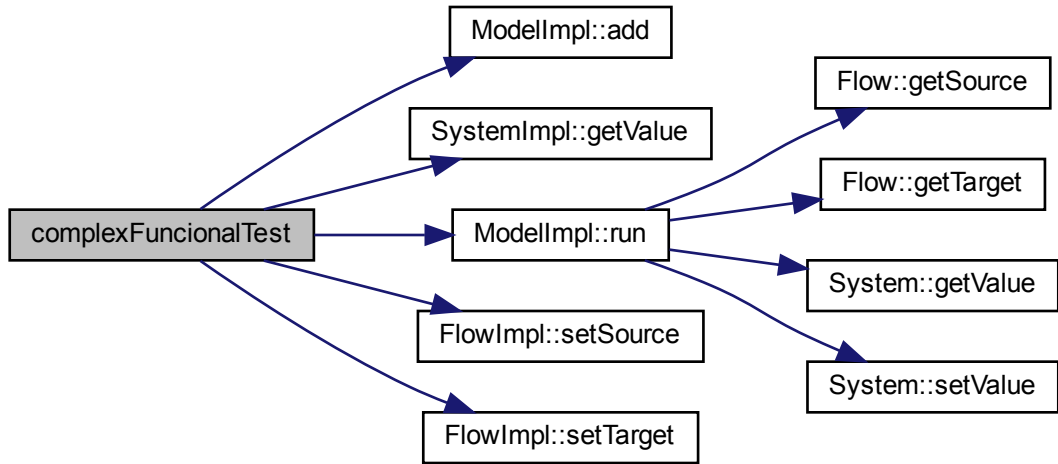 complexFuncionalTest
ModelImpl::add
SystemImpl::getValue
ModelImpl::run
FlowImpl::setSource
FlowImpl::setTarget
Flow::getSource
Flow::getTarget
System::getValue
System::setValue